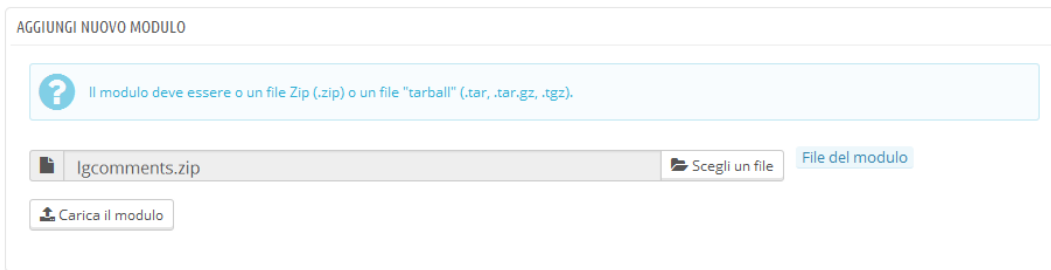 AGGIUNGI NUOVO MODULO
Il modulo deve essere o un file Zip (.zip) o un file "tarball" (.tar, .tar.gz, .tgz).
lgcomments.zip
Scegli un file
File del modulo
Carica il modulo